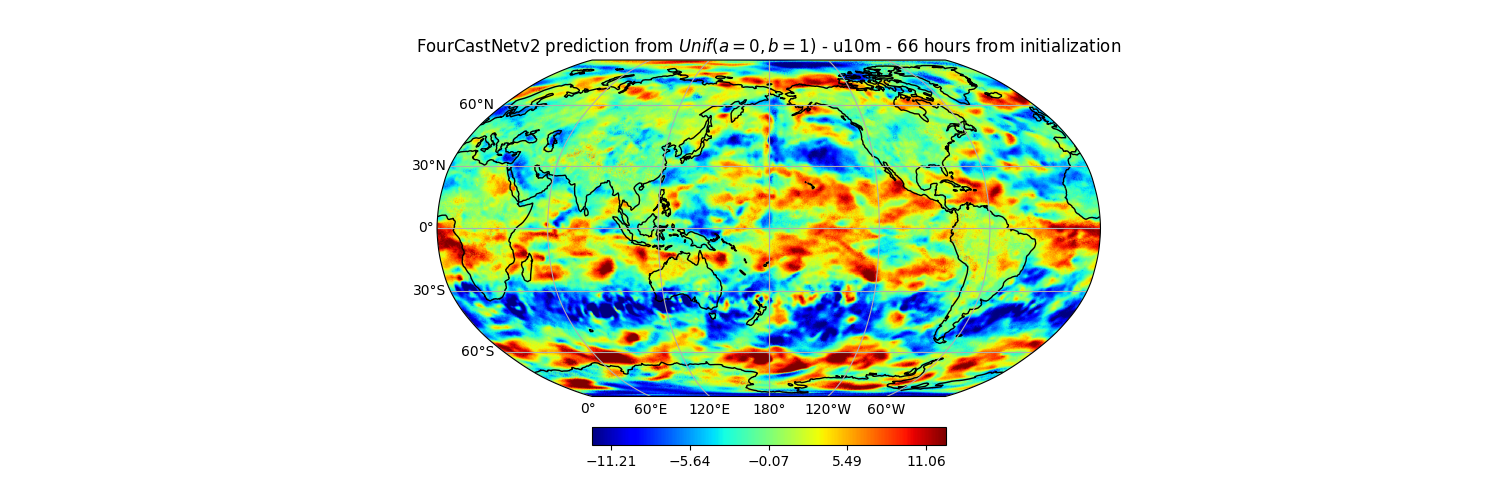 FourCastNetv2 prediction from Unif(a = 0, b = 1) - u10m - 66 hours from initialization
60°N
30°N
0°
30°S
60°S
0° 60°E 120°E 180° 120°W 60°W
−11.21 −5.64 −0.07 5.49 11.06